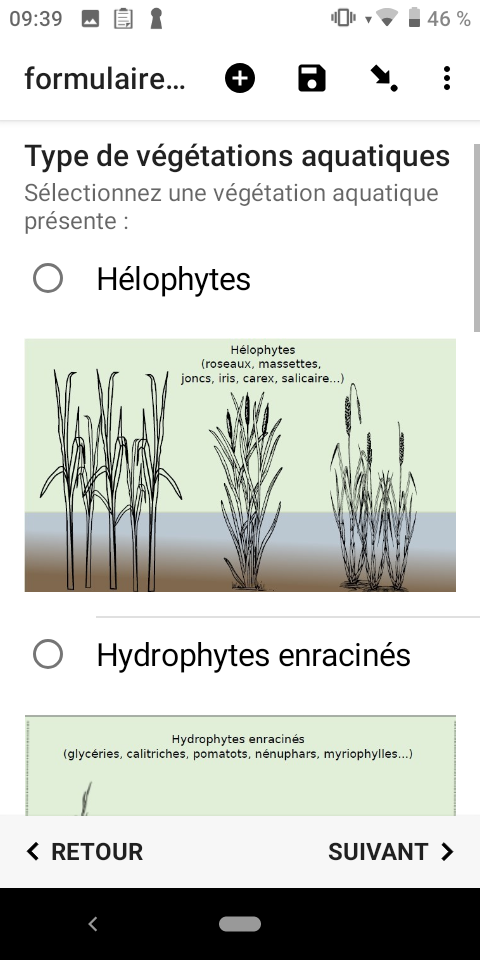 09:39
46 %
formulaire...
Type de végétations aquatiques
Sélectionnez une végétation aquatique
présente :
Hélophytes
Hélophytes
(roseaux, massettes,
joncs, iris, carex, salicaire...)
Hydrophytes enracinés
Hydrophytes enracinés
(glycéries, calitriches, pomatots, nénuphars, myriophylles...)
RETOUR
SUIVANT